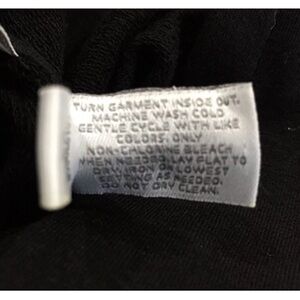 TURN GARMENT INSIDE OUT.
MACHINE WASH COLD
GENTLE CYCLE WITH LIKE
COLORS. ONLY
NON-CHLORINE BLEACH
WHEN NEEDED. LAY FLAT TO
DRY. IRON ON LOWEST
SETTING AS NEEDED.
DO NOT DRY CLEAN.